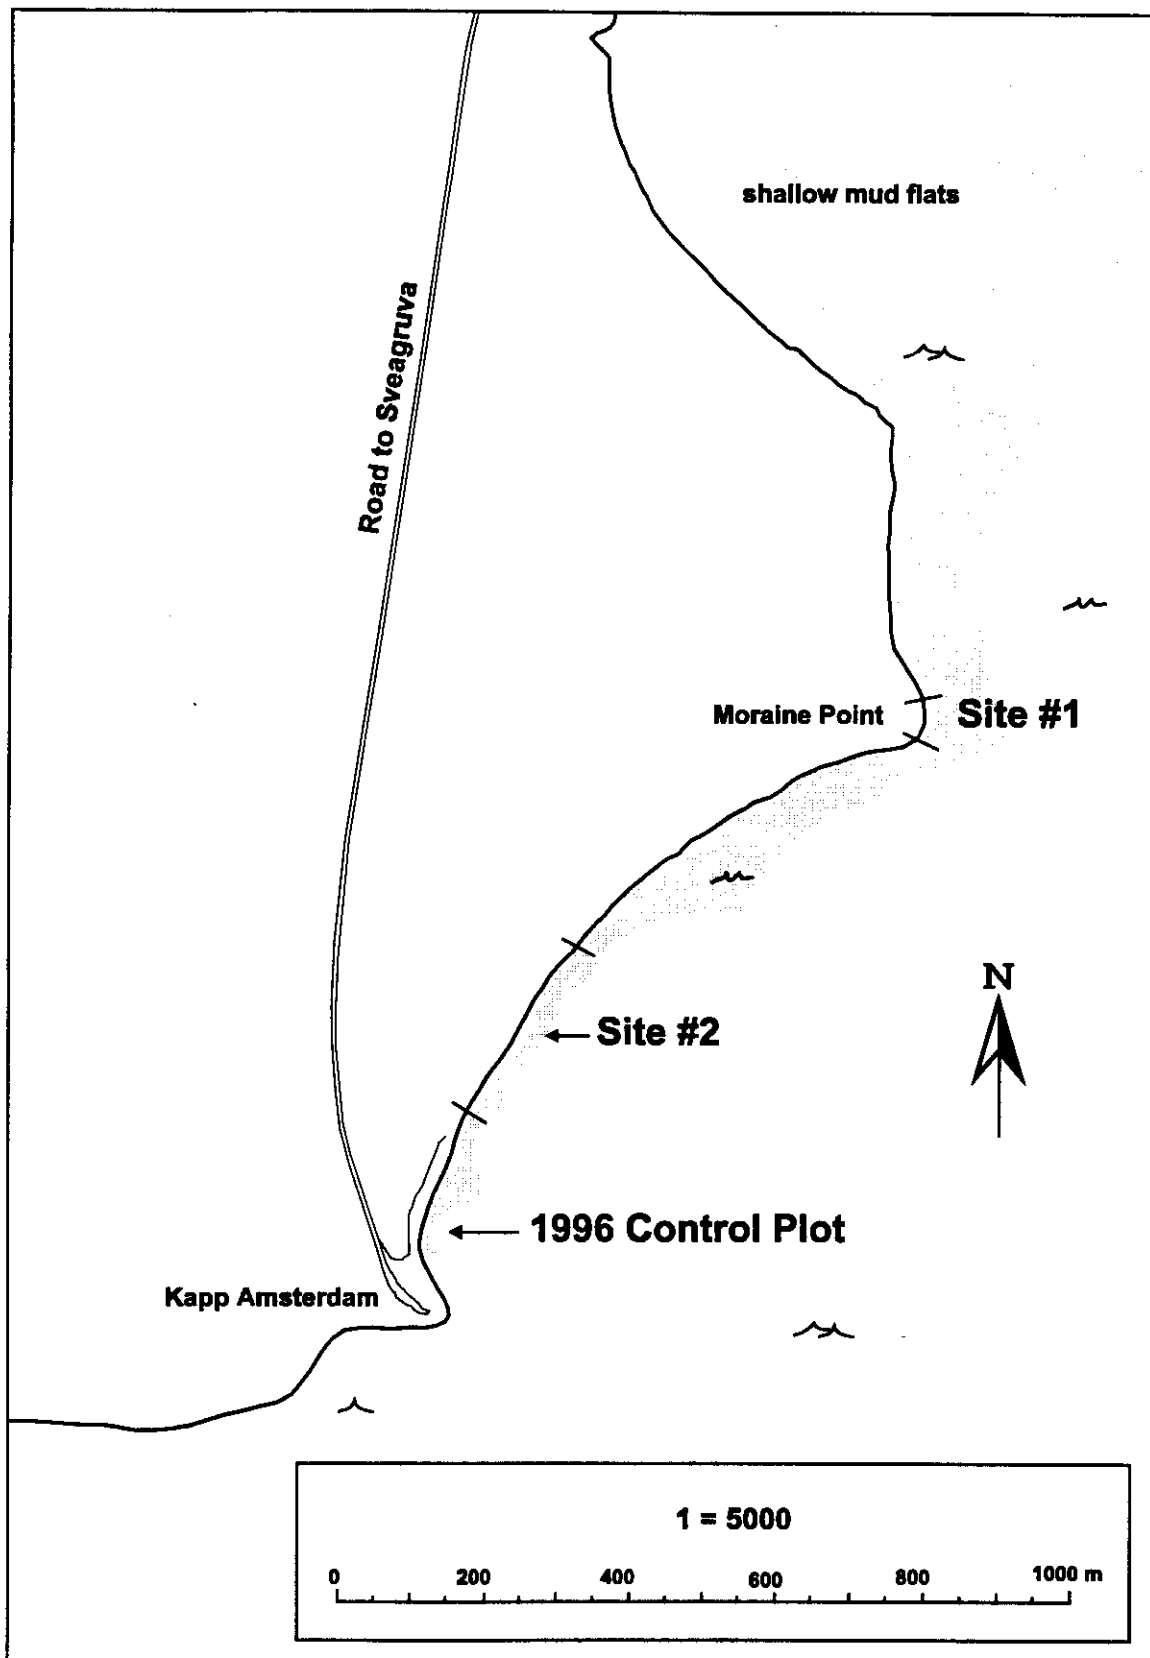 shallow mud flats
Road to Sveagruva
Moraine Point
Site #1
N
Site #2
1996 Control Plot
Kapp Amsterdam
1 = 5000
0 200 400 600 800 1000 m